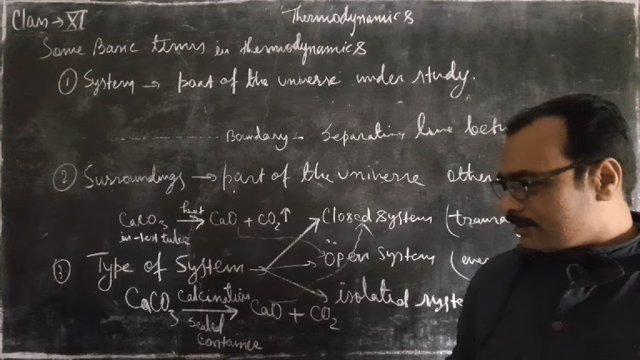 Class → XI
Thermodynamics
Some Basic terms in thermodynamics
① System → part of the universe under study.
Boundary - Separating line
② Surroundings → part of the universe other
CaCO3 heat → CaO + CO2↑
in-test tube
Closed System
Open System
③ Type of System →
isolated syste
CaCO3 Calcination → CaO + CO2
Sealed
container